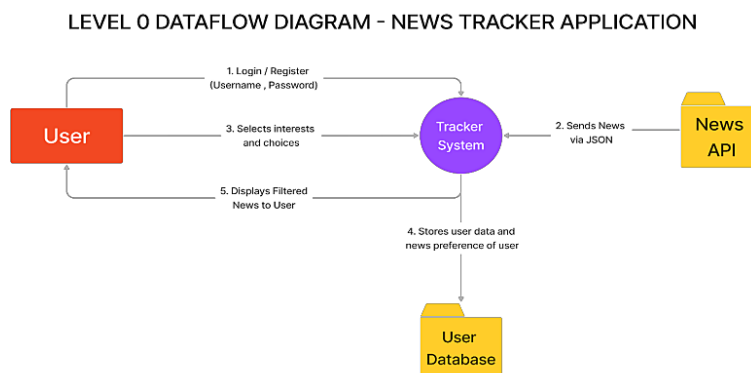 LEVEL 0 DATAFLOW DIAGRAM - NEWS TRACKER APPLICATION
1. Login / Register
(Username , Password)
User
3. Selects interests
and choices
Tracker
System
2. Sends News
via JSON
News
API
5. Displays Filtered
News to User
4. Stores user data and
news preference of user
User
Database